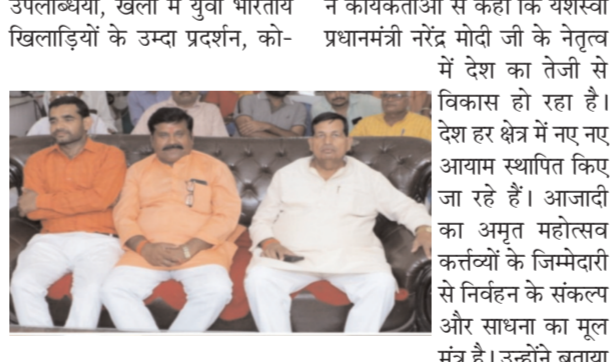 उपलब्धियों, खेलों में युवा भारतीय
खिलाड़ियों के उम्दा प्रदर्शन, को-
ने कार्यकर्ताओं से कहा कि यशस्वी
प्रधानमंत्री नरेंद्र मोदी जी के नेतृत्व
में देश का तेजी से
विकास हो रहा है।
देश हर क्षेत्र में नए नए
आयाम स्थापित किए
जा रहे हैं। आजादी
का अमृत महोत्सव
कर्त्तव्यों के जिम्मेदारी
से निर्वहन के संकल्प
और साधना का मूल
मंत्र है। उन्होंने बताया